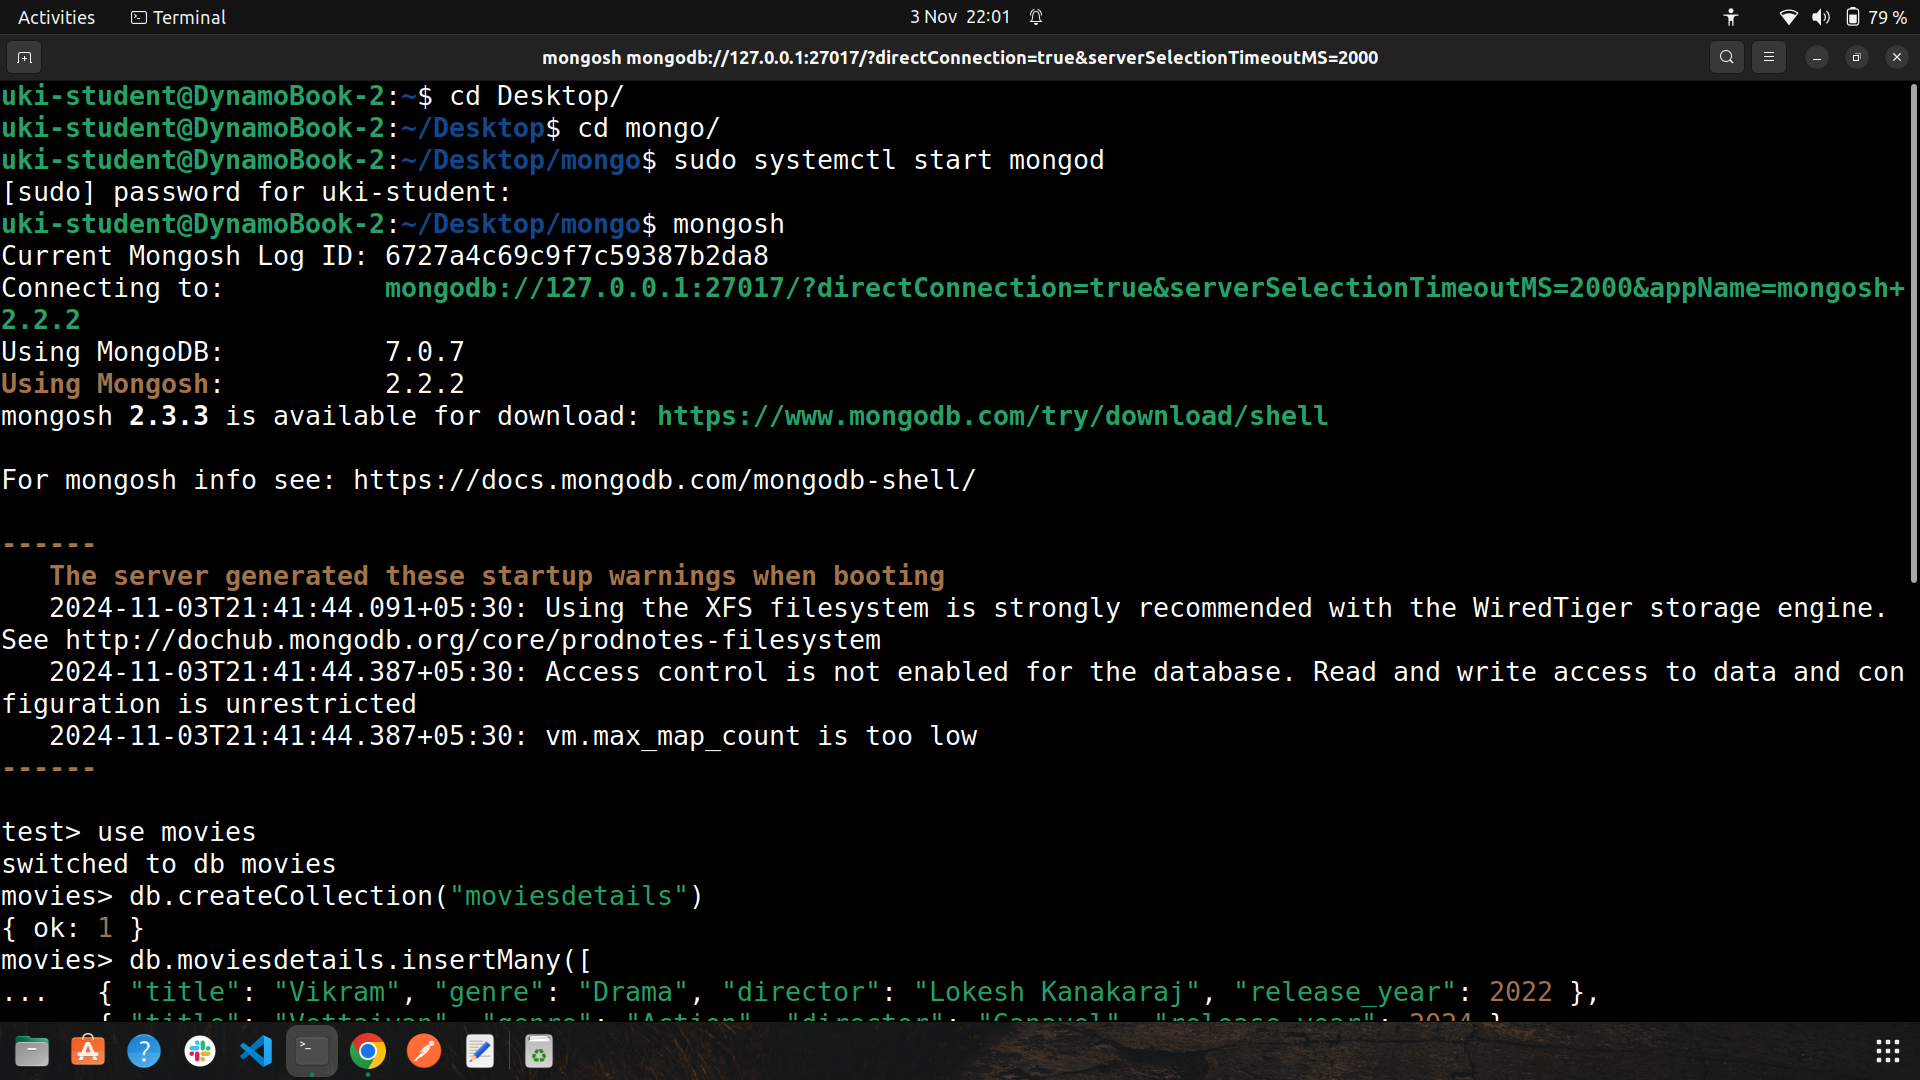 Activities Terminal 3 Nov 22:01 79 %
mongosh mongodb://127.0.0.1:27017/?directConnection=true&serverSelectionTimeoutMS=2000
uki-student@DynamoBook-2:~$ cd Desktop/
uki-student@DynamoBook-2:~/Desktop$ cd mongo/
uki-student@DynamoBook-2:~/Desktop/mongo$ sudo systemctl start mongod
[sudo] password for uki-student:
uki-student@DynamoBook-2:~/Desktop/mongo$ mongosh
Current Mongosh Log ID: 6727a4c69c9f7c59387b2da8
Connecting to: mongodb://127.0.0.1:27017/?directConnection=true&serverSelectionTimeoutMS=2000&appName=mongosh+
2.2.2
Using MongoDB: 7.0.7
Using Mongosh: 2.2.2
mongosh 2.3.3 is available for download: https://www.mongodb.com/try/download/shell
For mongosh info see: https://docs.mongodb.com/mongodb-shell/
------
The server generated these startup warnings when booting
2024-11-03T21:41:44.091+05:30: Using the XFS filesystem is strongly recommended with the WiredTiger storage engine.
See http://dochub.mongodb.org/core/prodnotes-filesystem
2024-11-03T21:41:44.387+05:30: Access control is not enabled for the database. Read and write access to data and con
figuration is unrestricted
2024-11-03T21:41:44.387+05:30: vm.max_map_count is too low
------
test> use movies
switched to db movies
movies> db.createCollection("moviesdetails")
{ ok: 1 }
movies> db.moviesdetails.insertMany([
... { "title": "Vikram", "genre": "Drama", "director": "Lokesh Kanakaraj", "release_year": 2022 },
{ "title": "Vettaiyan", "genre": "Action", "director": "Ganavel", "release_year": 2024 }